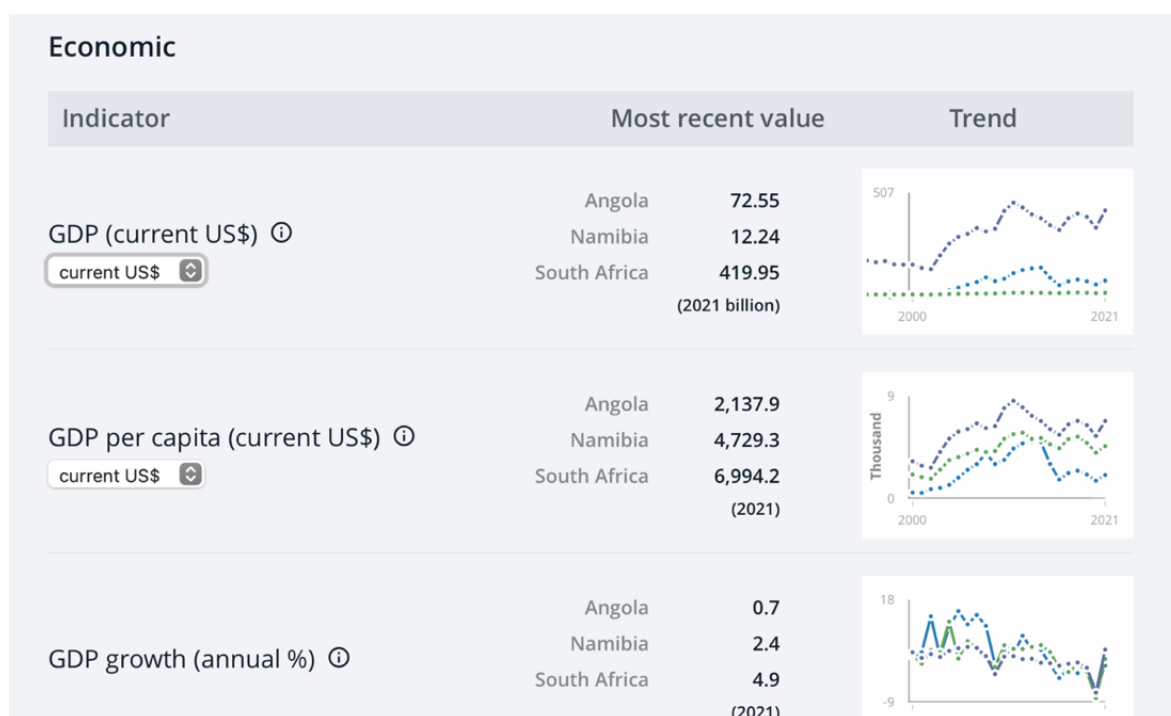 Economic
Indicator Most recent value Trend
GDP (current US$)
current US$
Angola 72.55
Namibia 12.24
South Africa 419.95
(2021 billion)
507
2000 2021
GDP per capita (current US$)
current US$
Angola 2,137.9
Namibia 4,729.3
South Africa 6,994.2
(2021)
9
Thousand
0
2000 2021
GDP growth (annual %)
Angola 0.7
Namibia 2.4
South Africa 4.9
(2021)
18
-9